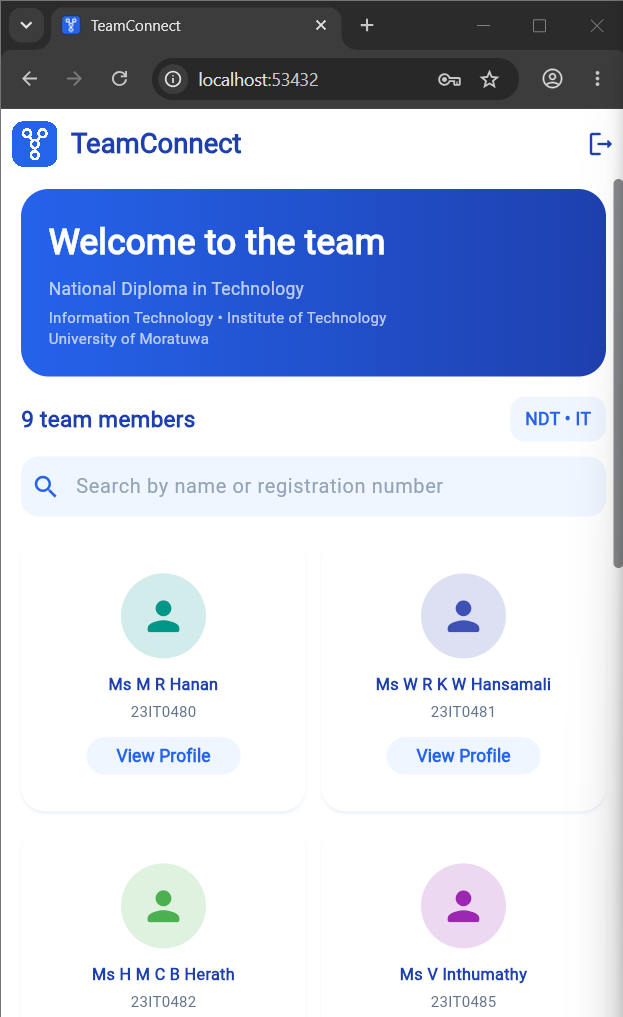 TeamConnect
localhost:53432
TeamConnect
Welcome to the team
National Diploma in Technology
Information Technology • Institute of Technology
University of Moratuwa
9 team members
NDT • IT
Search by name or registration number
Ms M R Hanan
Ms W R K W Hansamali
23IT0480
23IT0481
View Profile
View Profile
Ms H M C B Herath
Ms V Inthumathy
23IT0482
23IT0485